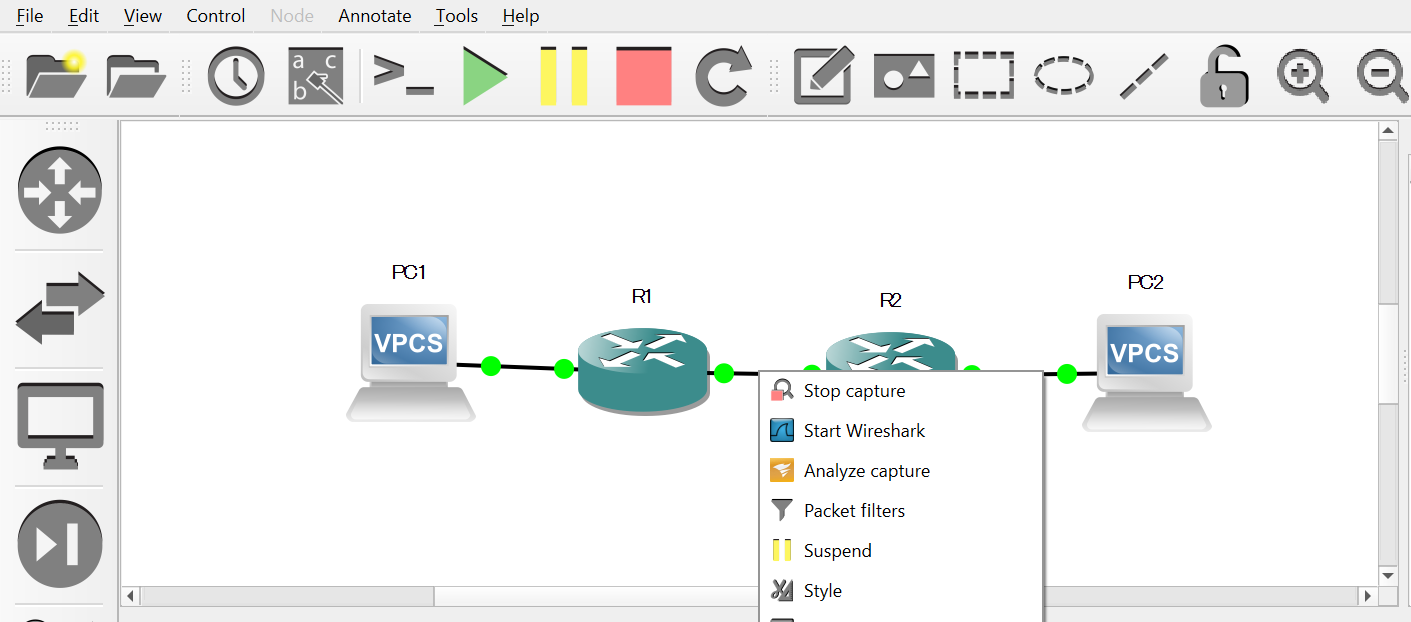 File Edit View Control Node Annotate Tools Help
a c
b
PC1
R1
R2
PC2
VPCS
VPCS
Stop capture
Start Wireshark
Analyze capture
Packet filters
Suspend
Style